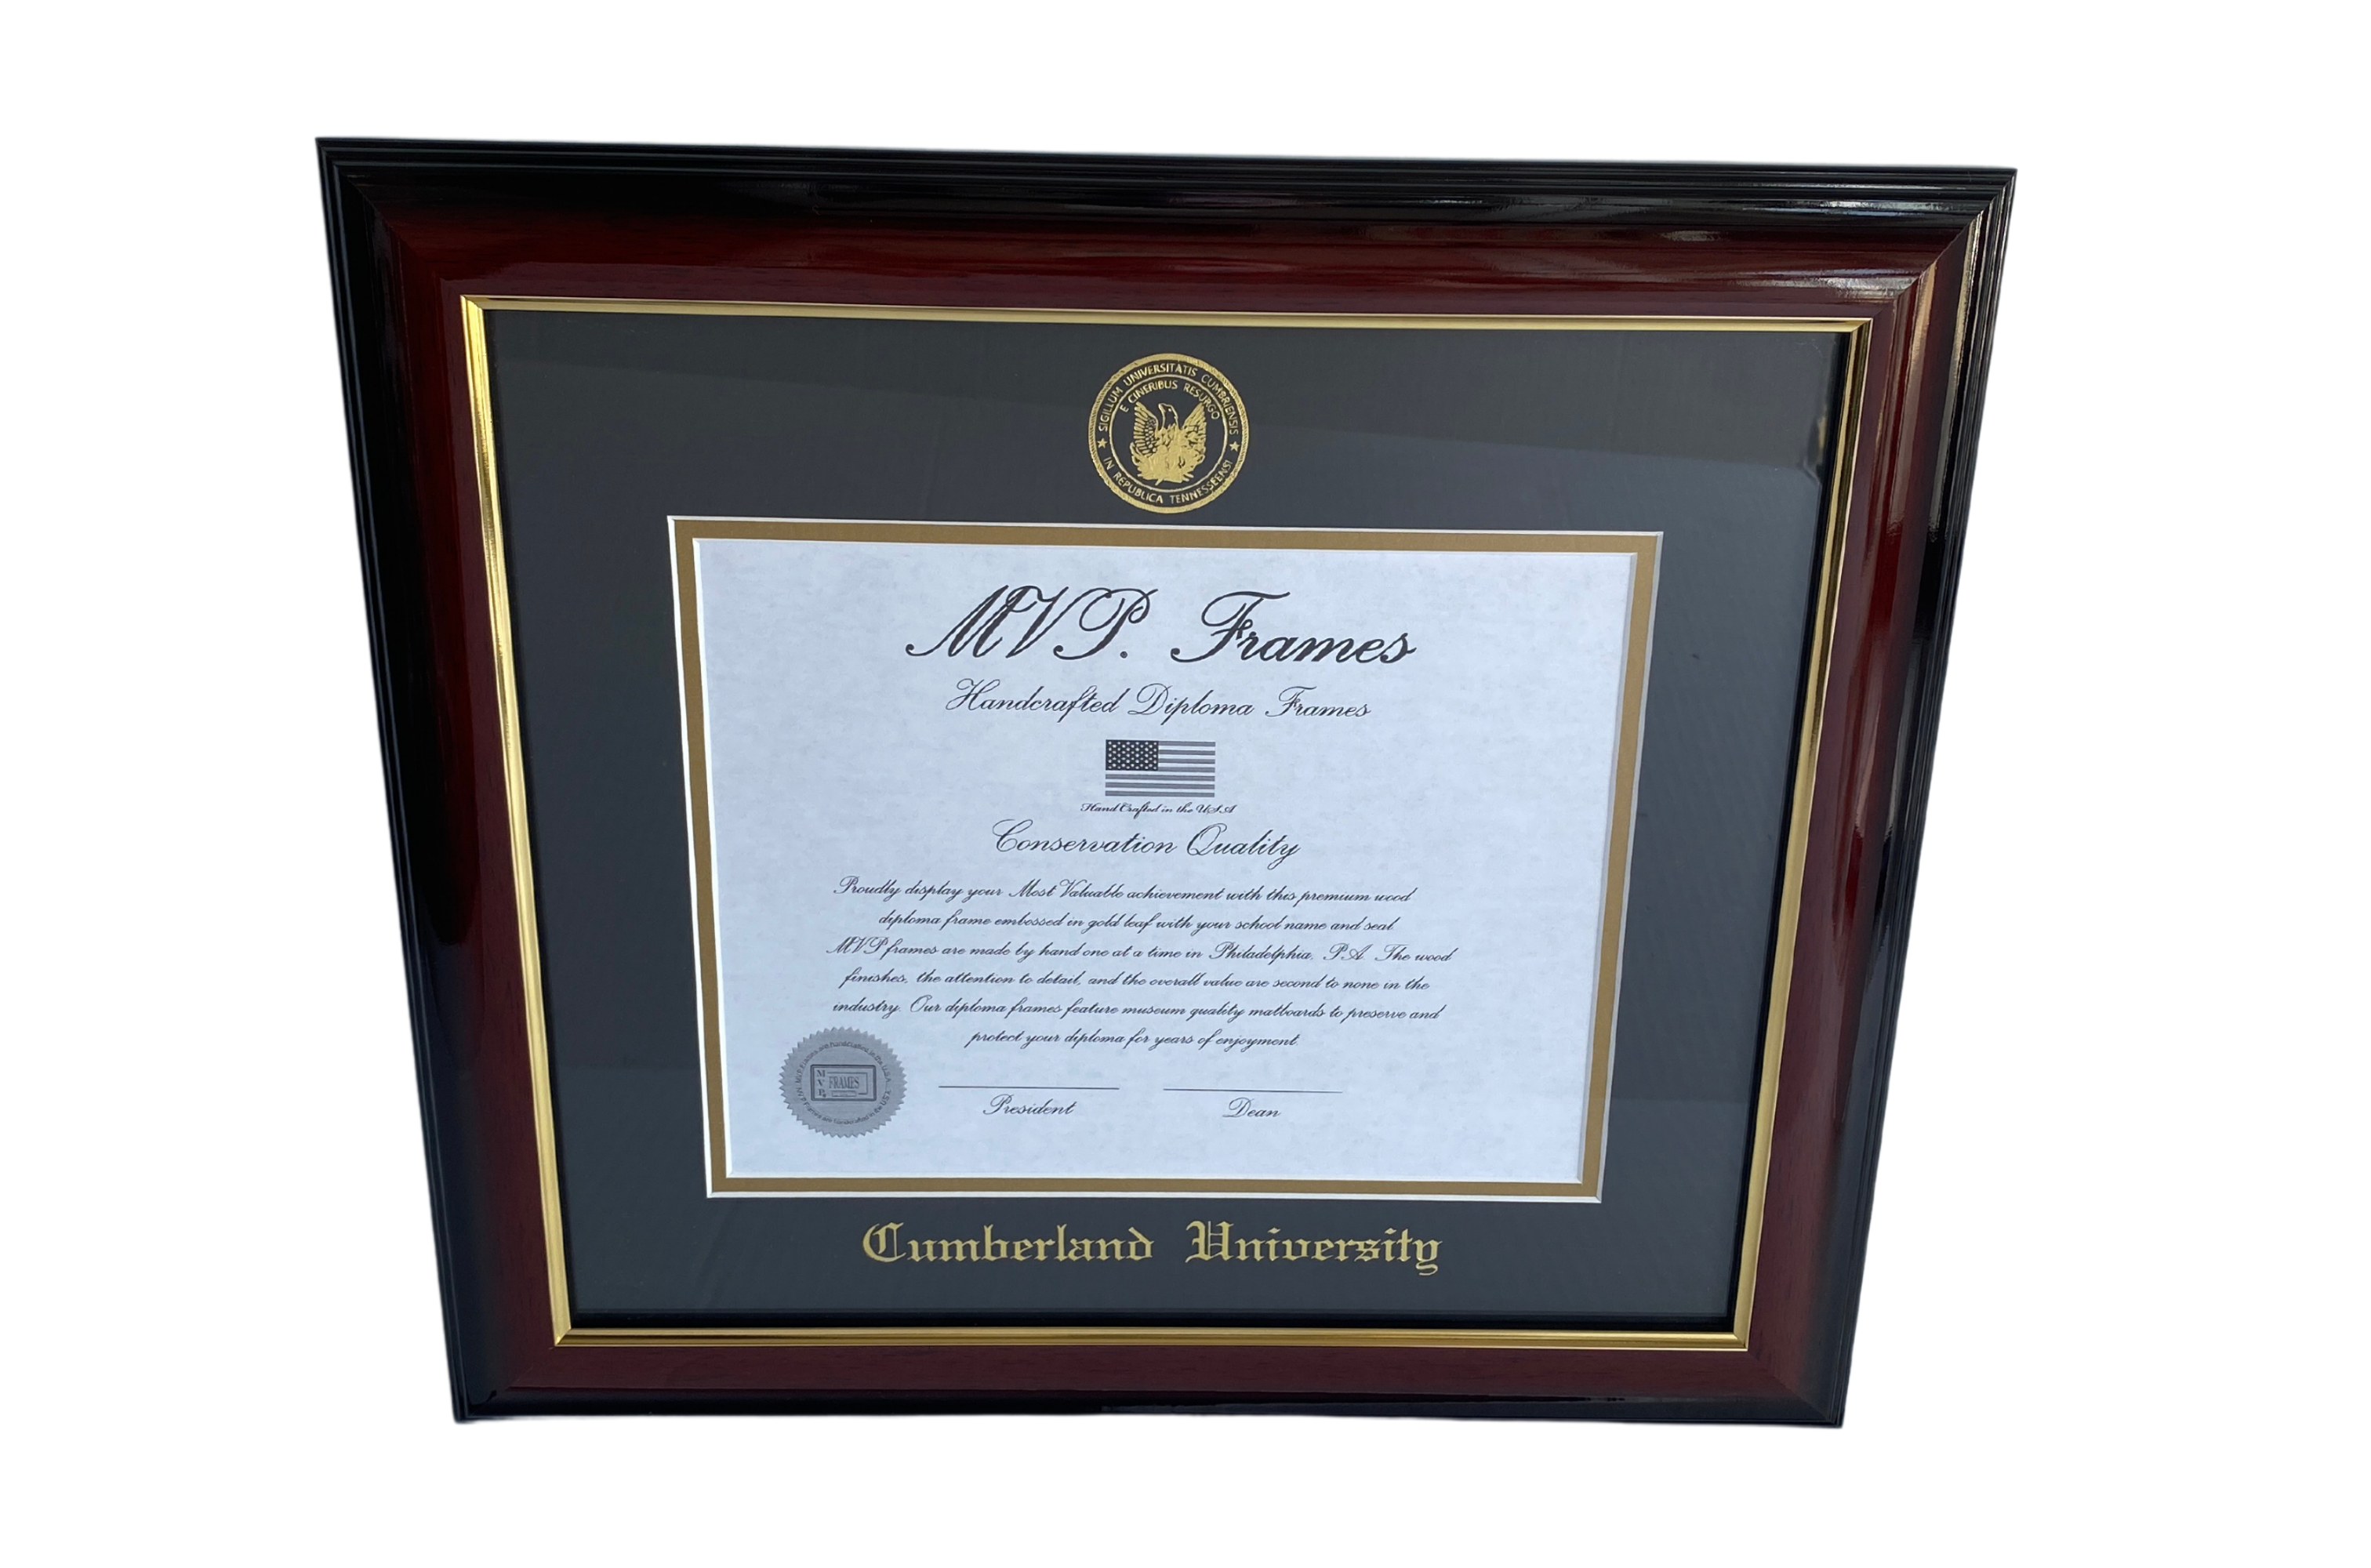 SIGILLUM UNIVERSITATIS CUMBRIENSIS
E CINERIBUS RESURGO
IN REPUBLICA TENNESSEENSI
MVP. Frames
Handcrafted Diploma Frames
Hand Crafted in the U.S.A
Conservation Quality
Proudly display your Most Valuable achievement with this premium wood
diploma frame embossed in gold leaf with your school name and seal
MVP frames are made by hand one at a time in Philadelphia, PA. The wood
finishes, the attention to detail, and the overall value are second to none in the
industry. Our diploma frames feature museum quality matboards to preserve and
protect your diploma for years of enjoyment.
MVP FRAMES
President
Dean
Cumberland University